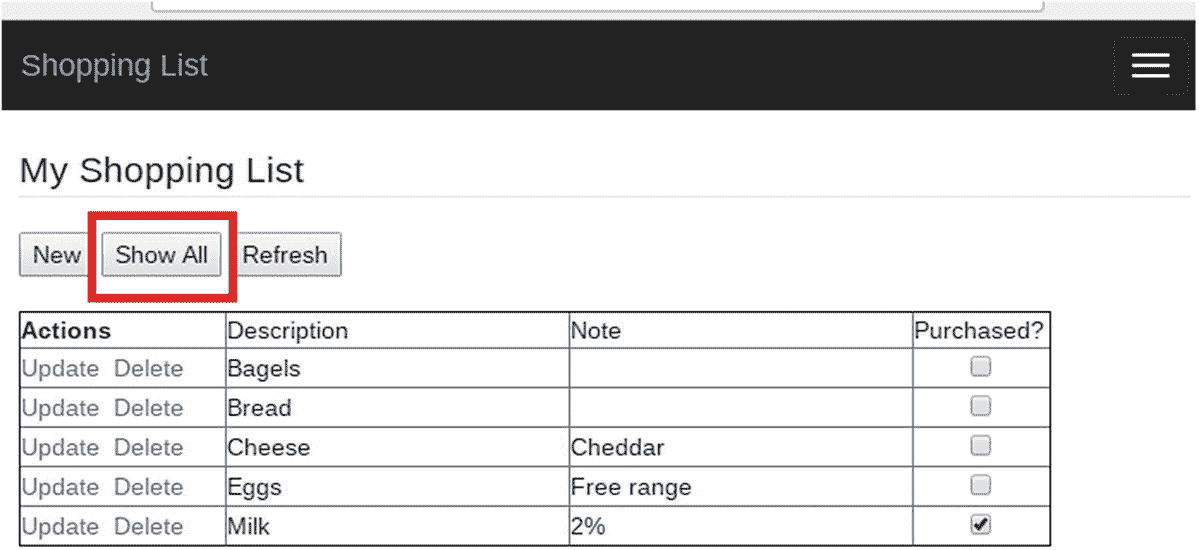 Shopping List
My Shopping List
New Show All Refresh
Actions Description Note Purchased?
Update Delete Bagels
Update Delete Bread
Update Delete Cheese Cheddar
Update Delete Eggs Free range
Update Delete Milk 2%